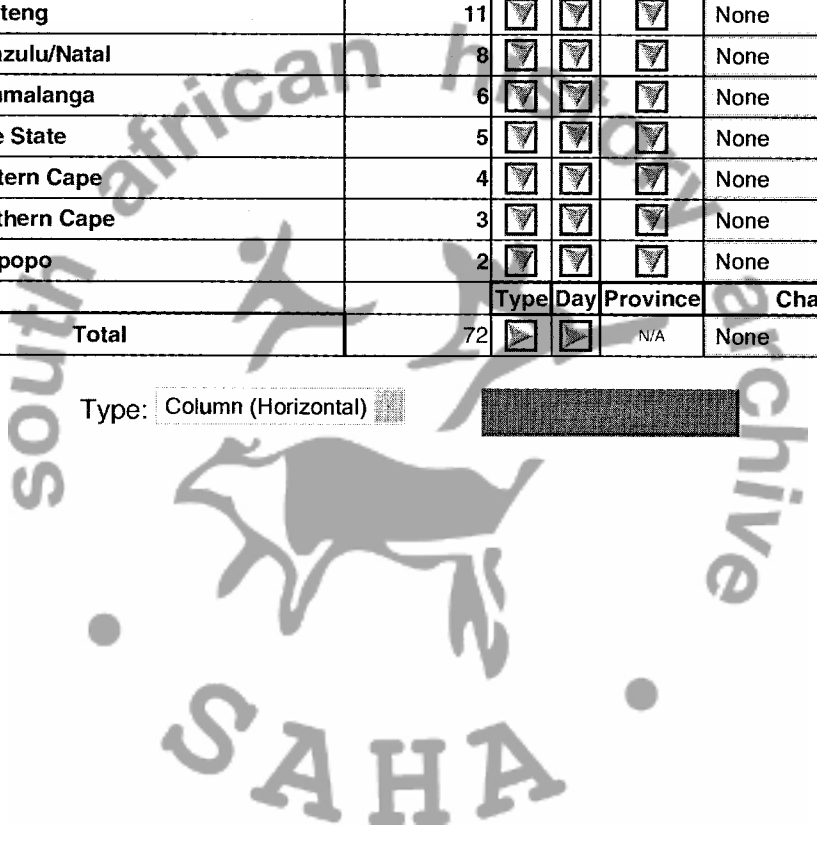 teng 11 None
azulu/Natal 8 None
malanga 6 None
e State 5 None
tern Cape 4 None
thern Cape 3 None
popo 2 None
Type Day Province Cha
Total 72 N/A None
Type: Column (Horizontal)
south african history archive
SAHA